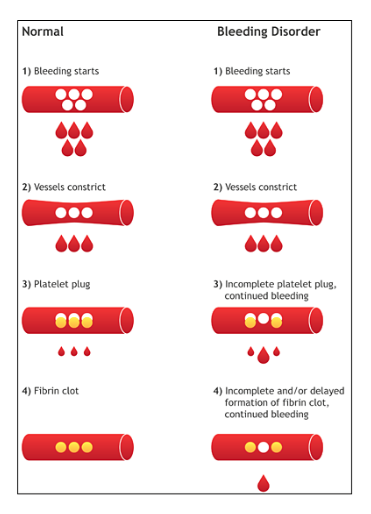 Normal
Bleeding Disorder
1) Bleeding starts
1) Bleeding starts
2) Vessels constrict
2) Vessels constrict
3) Platelet plug
3) Incomplete platelet plug,
continued bleeding
4) Fibrin clot
4) Incomplete and/or delayed
formation of fibrin clot,
continued bleeding